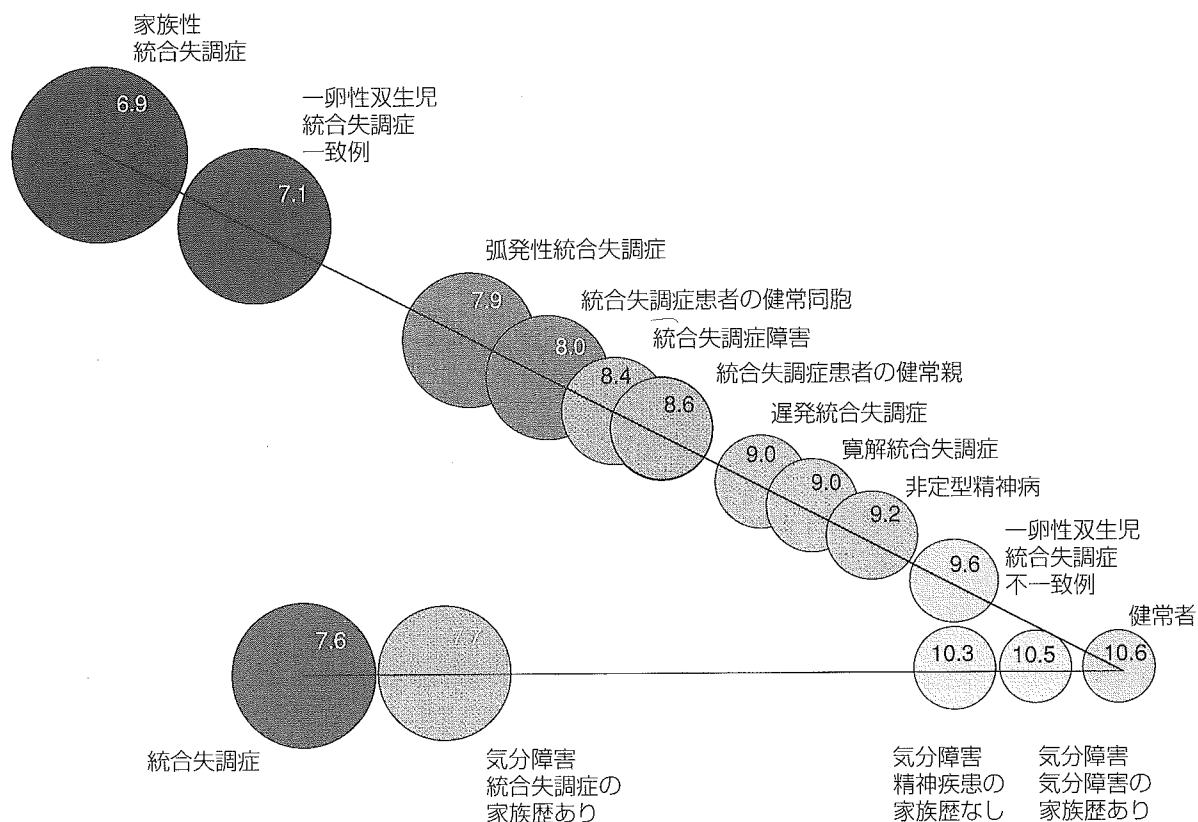 家族性
統合失調症
6.9
一卵性双生児
統合失調症
一致例
7.1
弧発性統合失調症
7.9
統合失調症患者の健常同胞
8.0
統合失調症障害
8.4
統合失調症患者の健常親
8.6
遅発統合失調症
9.0
寛解統合失調症
9.0
非定型精神病
9.2
一卵性双生児
統合失調症
不一致例
9.6
健常者
10.6
7.6
7.7
10.3
10.5
統合失調症
気分障害
統合失調症の
家族歴あり
気分障害
精神疾患の
家族歴なし
気分障害
気分障害の
家族歴あり